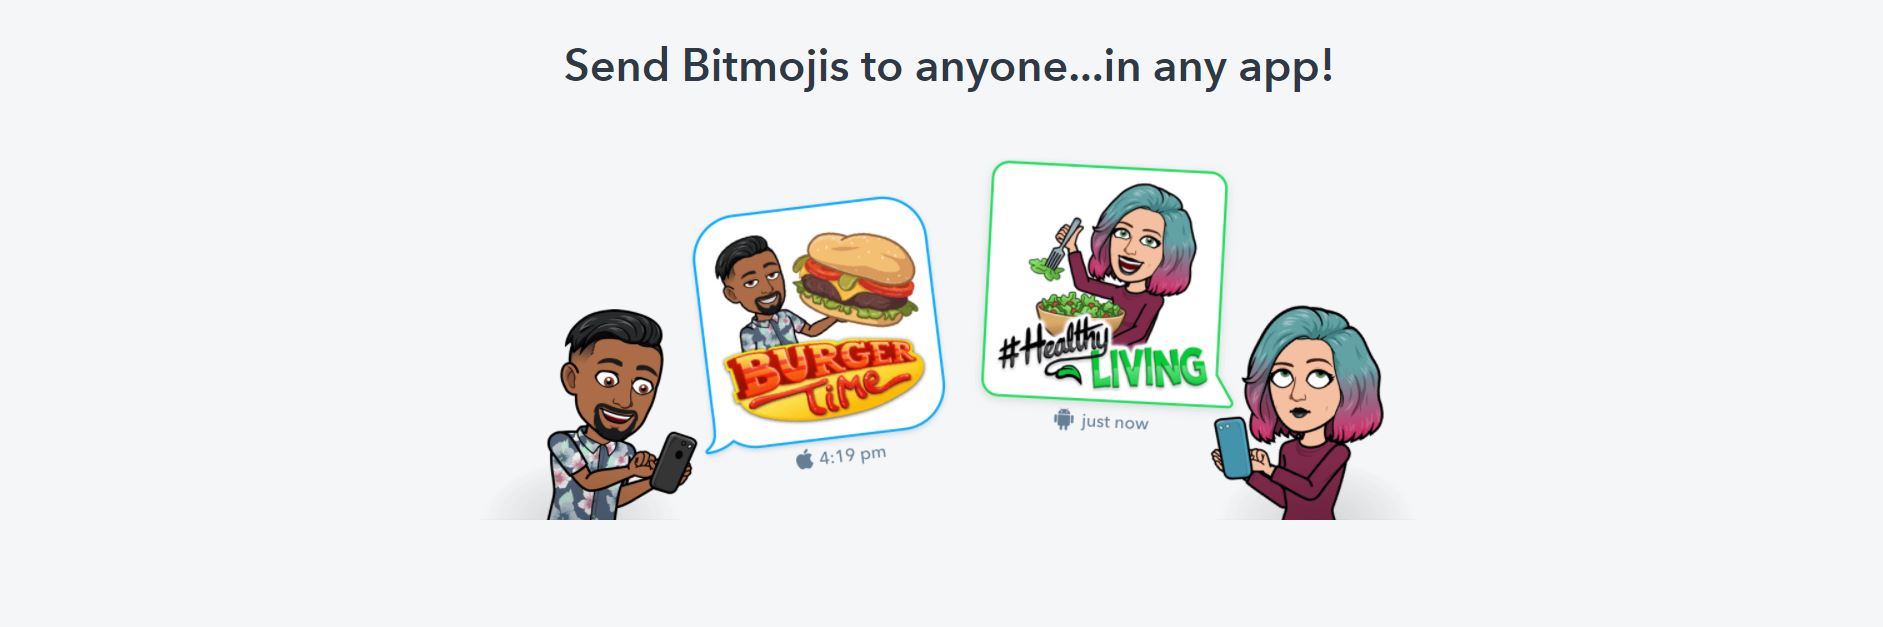 Send Bitmojis to anyone...in any app!
BURGER
TiMe
4:19 pm
#Healthy
LIVING
just now